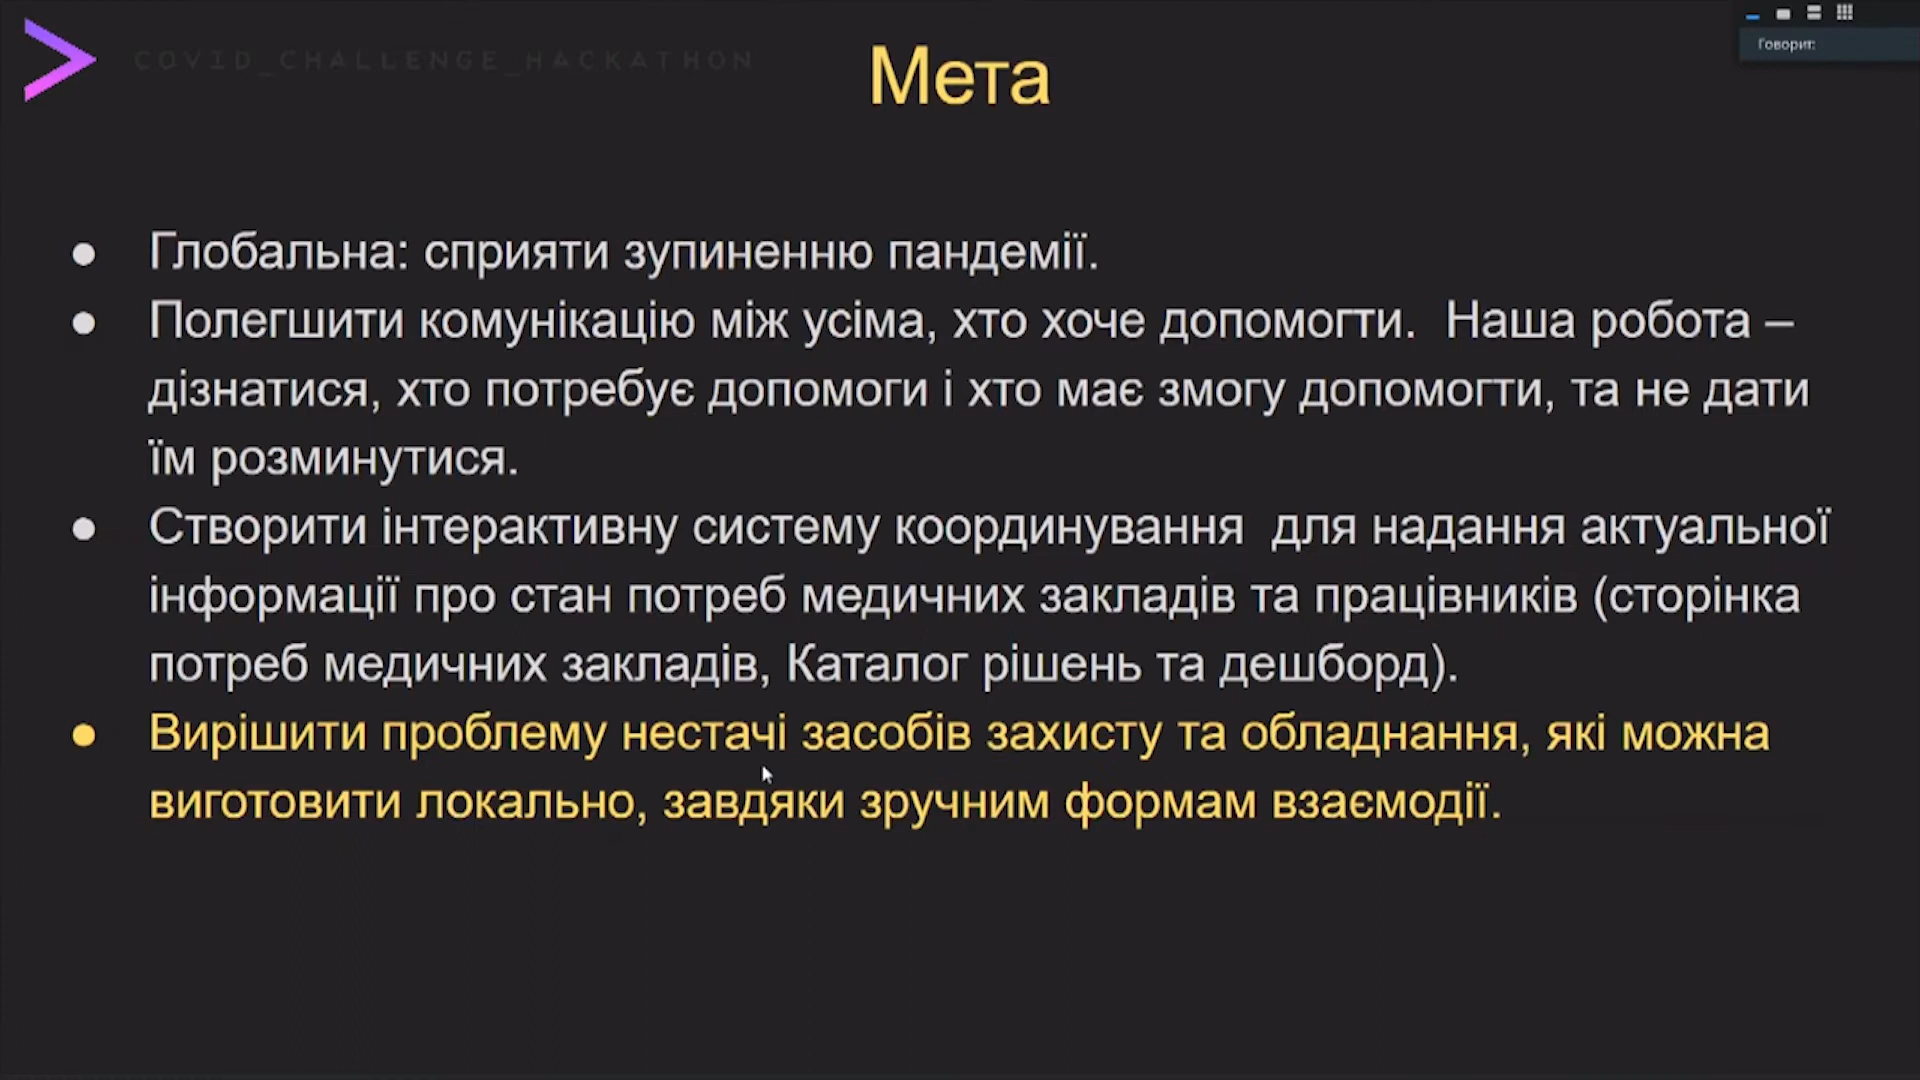 COVID_CHALLENGE_HACKATHON
Говорит:
Мета
● Глобальна: сприяти зупиненню пандемії.
● Полегшити комунікацію між усіма, хто хоче допомогти. Наша робота –
дізнатися, хто потребує допомоги і хто має змогу допомогти, та не дати
їм розминутися.
● Створити інтерактивну систему координування для надання актуальної
інформації про стан потреб медичних закладів та працівників (сторінка
потреб медичних закладів, Каталог рішень та дешборд).
● Вирішити проблему нестачі засобів захисту та обладнання, які можна
виготовити локально, завдяки зручним формам взаємодії.